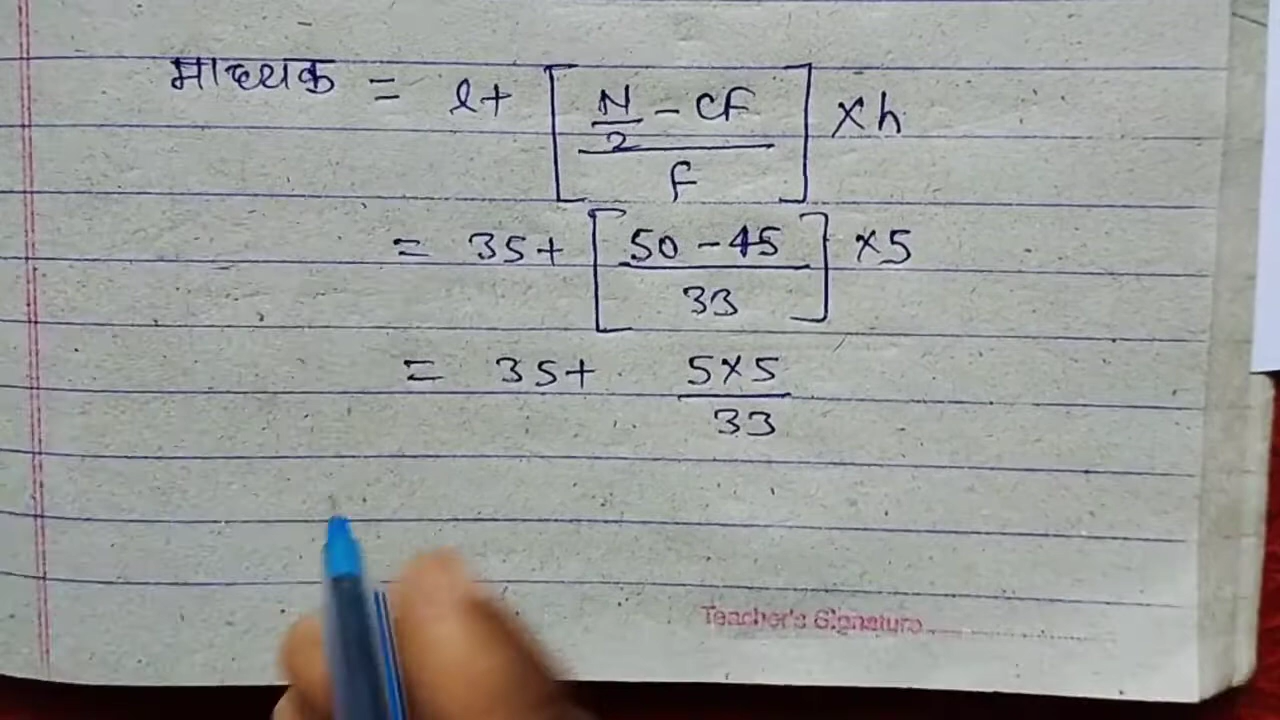 माध्यक = l + [ (N/2 - CF) / F ] × h
= 35 + [ (50 - 45) / 33 ] × 5
= 35 + (5×5) / 33
Teacher's Signature